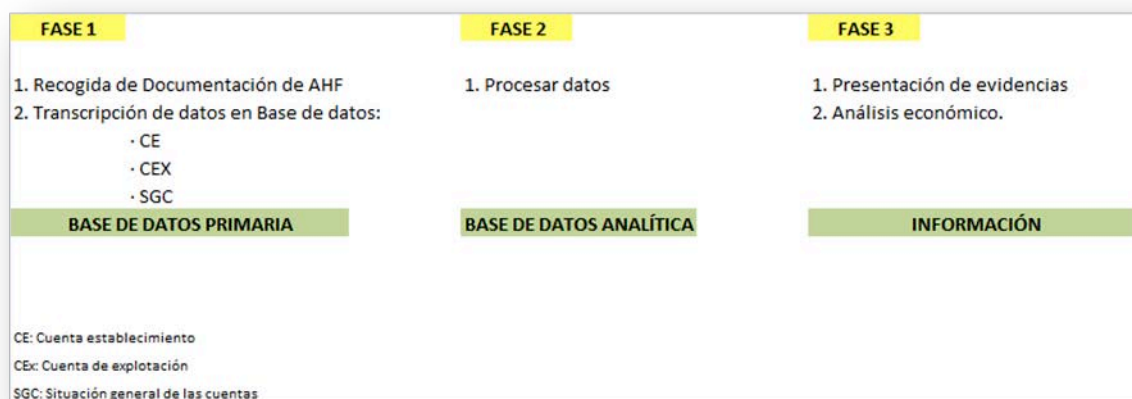 FASE 1
1. Recogida de Documentación de AHF
2. Transcripción de datos en Base de datos:
· CE
· CEX
· SGC
BASE DE DATOS PRIMARIA
FASE 2
1. Procesar datos
BASE DE DATOS ANALÍTICA
FASE 3
1. Presentación de evidencias
2. Análisis económico.
INFORMACIÓN
CE: Cuenta establecimiento
CEx: Cuenta de explotación
SGC: Situación general de las cuentas